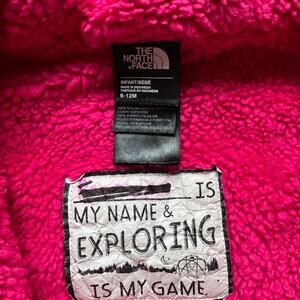 THE
NORTH
FACE
INFANT/BÉBÉ
MADE IN INDONESIA
FABRIQUÉ EN INDONÉSIE
6-12M
IS
MY NAME &
EXPLORING
IS MY GAME.